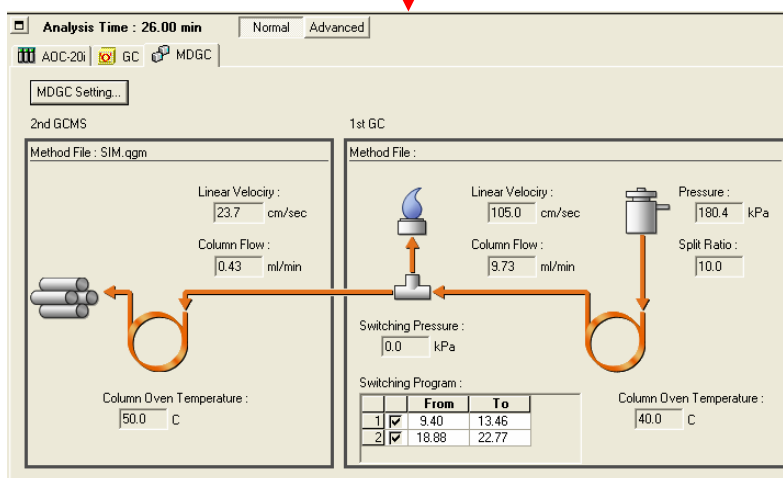 Analysis Time : 26.00 min Normal Advanced
AOC-20i GC MDGC
MDGC Setting...
2nd GCMS
Method File : SIM.qgm
Linear Velocity :
23.7 cm/sec
Column Flow :
0.43 ml/min
Column Oven Temperature :
50.0 C
1st GC
Method File :
Linear Velocity :
105.0 cm/sec
Column Flow :
9.73 ml/min
Pressure :
180.4 kPa
Split Ratio :
10.0
Switching Pressure :
0.0 kPa
Switching Program :
From To
1 9.40 13.46
2 18.88 22.77
Column Oven Temperature :
40.0 C